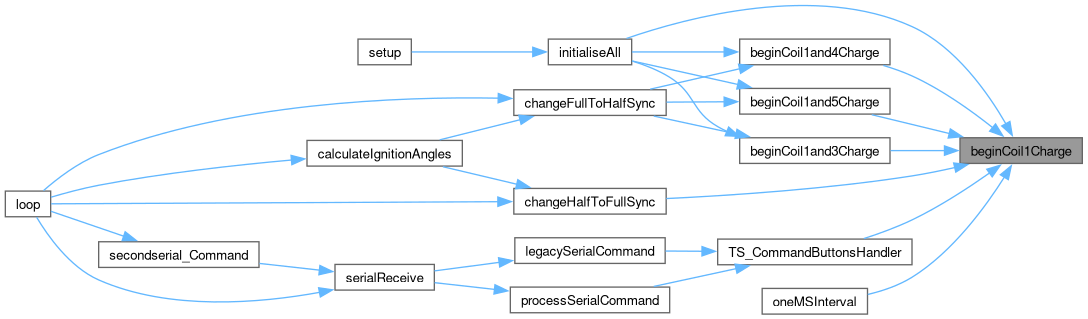 setup
initialiseAll
beginCoil1and4Charge
changeFullToHalfSync
beginCoil1and5Charge
calculateIgnitionAngles
beginCoil1and3Charge
beginCoil1Charge
loop
changeHalfToFullSync
secondserial_Command
legacySerialCommand
TS_CommandButtonsHandler
serialReceive
processSerialCommand
oneMSInterval